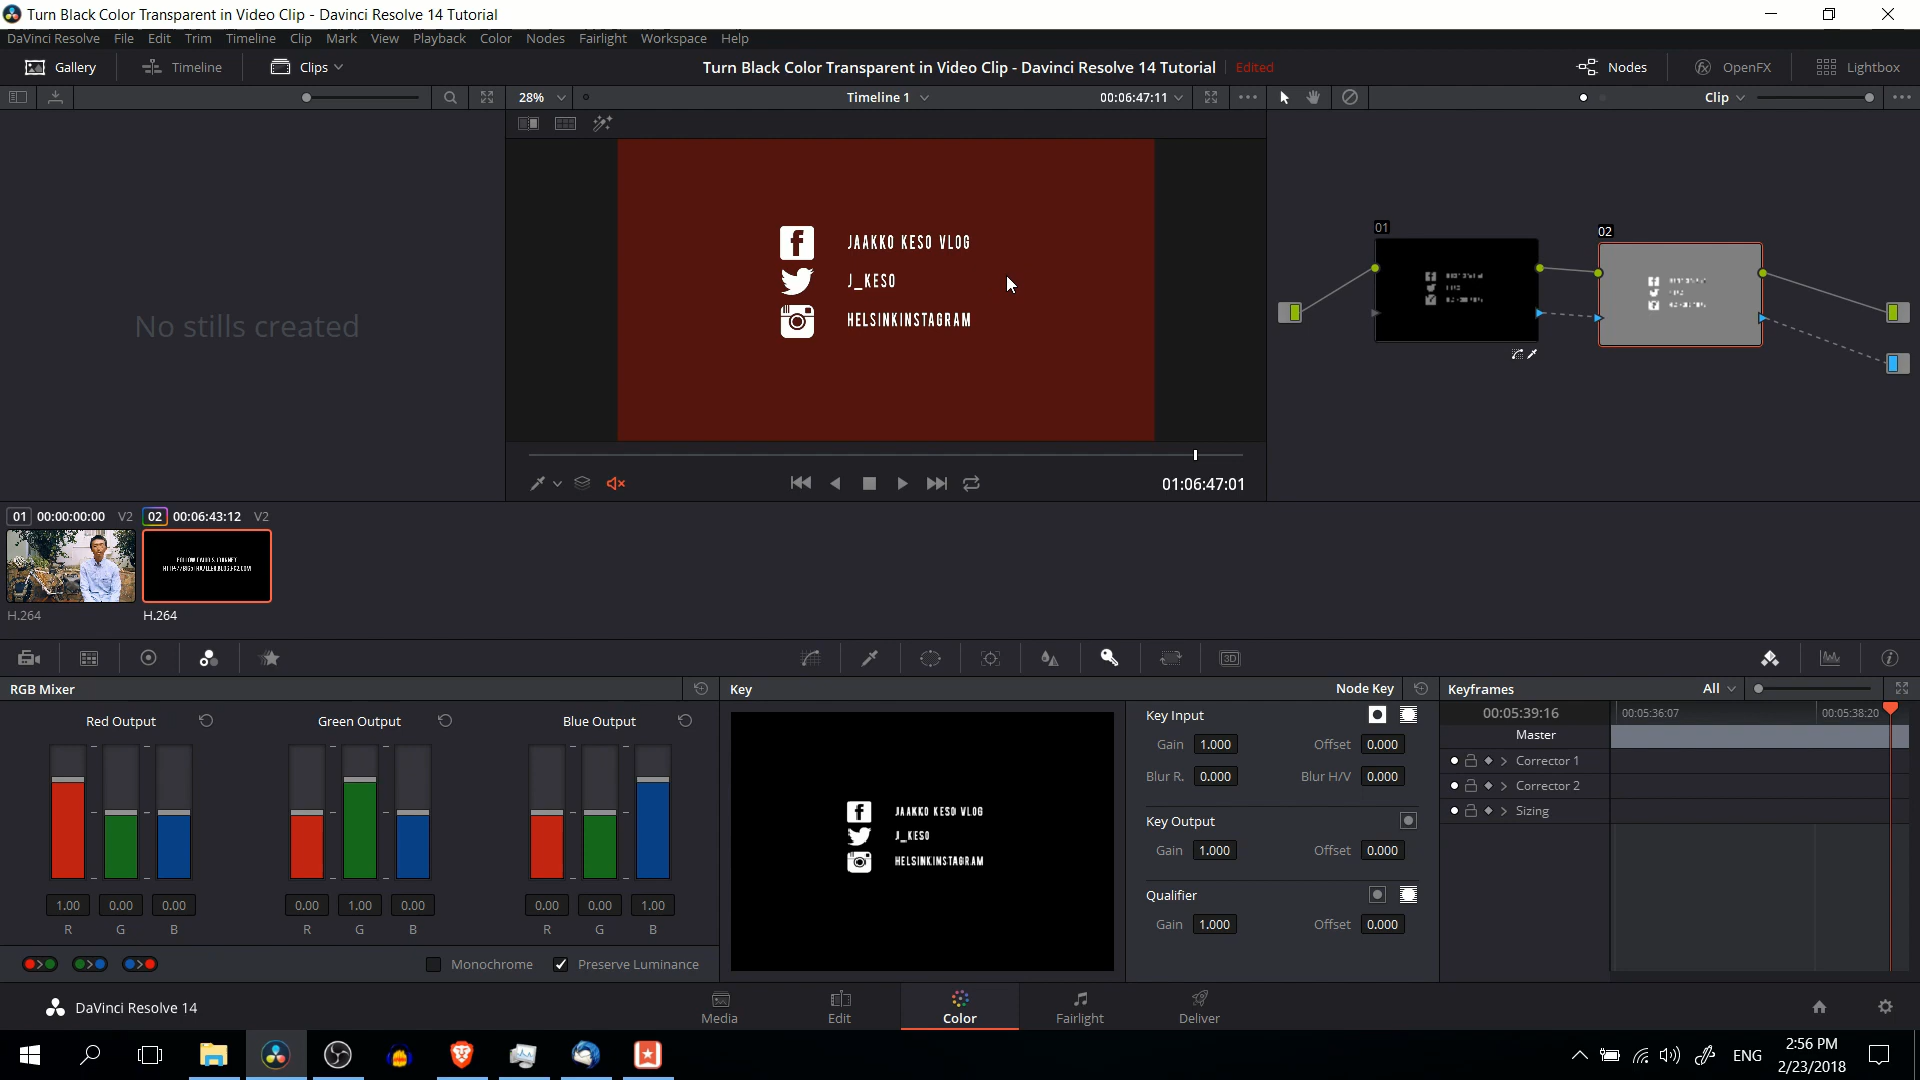 Turn Black Color Transparent in Video Clip - Davinci Resolve 14 Tutorial
DaVinci Resolve File Edit Trim Timeline Clip Mark View Playback Color Nodes Fairlight Workspace Help
Gallery Timeline Clips Turn Black Color Transparent in Video Clip - Davinci Resolve 14 Tutorial Edited Nodes OpenFX Lightbox
28% Timeline 1 00:06:47:11 Clip
No stills created
JAAKKO KESO VLOG
J_KESO
HELSINKINSTAGRAM
01 02
01:06:47:01
01 00:00:00:00 V2 02 00:06:43:12 V2
H.264 H.264
3D
RGB Mixer Key Node Key Keyframes All
Red Output Green Output Blue Output
1.00 0.00 0.00 0.00 1.00 0.00 0.00 0.00 1.00
R G B R G B R G B
Monochrome Preserve Luminance
JAAKKO KESO VLOG
J_KESO
HELSINKINSTAGRAM
Key Input
Gain 1.000 Offset 0.000
Blur R. 0.000 Blur H/V 0.000
Key Output
Gain 1.000 Offset 0.000
Qualifier
Gain 1.000 Offset 0.000
00:05:39:16 00:05:36:07 00:05:38:20
Master
Corrector 1
Corrector 2
Sizing
DaVinci Resolve 14 Media Edit Color Fairlight Deliver
ENG 2:56 PM
2/23/2018